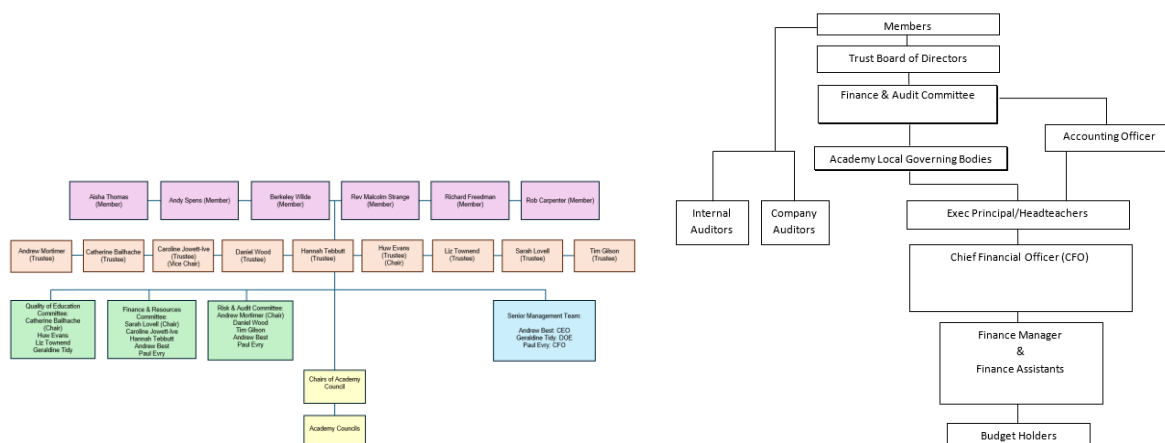 Aisha Thomas
(Member)
Andy Spens (Member)
Berkeley Wilde
(Member)
Rev Malcolm Strange
(Member)
Richard Freedman
(Member)
Rob Carpenter (Member)
Andrew Mortimer
(Trustee)
Catherine Bailhache
(Trustee)
Caroline Jowett-Ive
(Trustee)
(Vice Chair)
Daniel Wood
(Trustee)
Hannah Tebbutt
(Trustee)
Huw Evans
(Trustee)
(Chair)
Liz Townend
(Trustee)
Sarah Lovell
(Trustee)
Tim Gilson
(Trustee)
Quality of Education
Committee
Catherine Bailhache
(Chair)
Huw Evans
Liz Townend
Geraldine Tidy
Finance & Resources
Committee:
Sarah Lovell (Chair)
Caroline Jowett-Ive
Hannah Tebbutt
Andrew Best
Paul Evry
Risk & Audit Committee:
Andrew Mortimer (Chair)
Daniel Wood
Tim Gilson
Andrew Best
Paul Evry
Senior Management Team:
Andrew Best: CEO
Geraldine Tidy: DOE
Paul Evry: CFO
Chairs of Academy
Council
Academy Councils
Members
Trust Board of Directors
Finance & Audit Committee
Accounting Officer
Academy Local Governing Bodies
Internal
Auditors
Company
Auditors
Exec Principal/Headteachers
Chief Financial Officer (CFO)
Finance Manager
&
Finance Assistants
Budget Holders